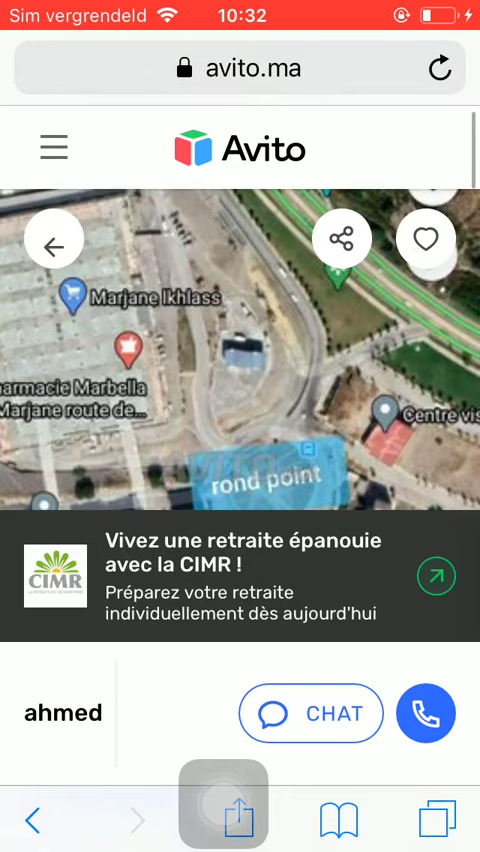 Sim vergrendeld
10:32
avito.ma
Avito
Marjane Ikhlass
armacie Marbella
Marjane route de...
Centre vis
rond point
Vivez une retraite épanouie
avec la CIMR !
CIMR
Préparez votre retraite
individuellement dès aujourd'hui
ahmed
CHAT